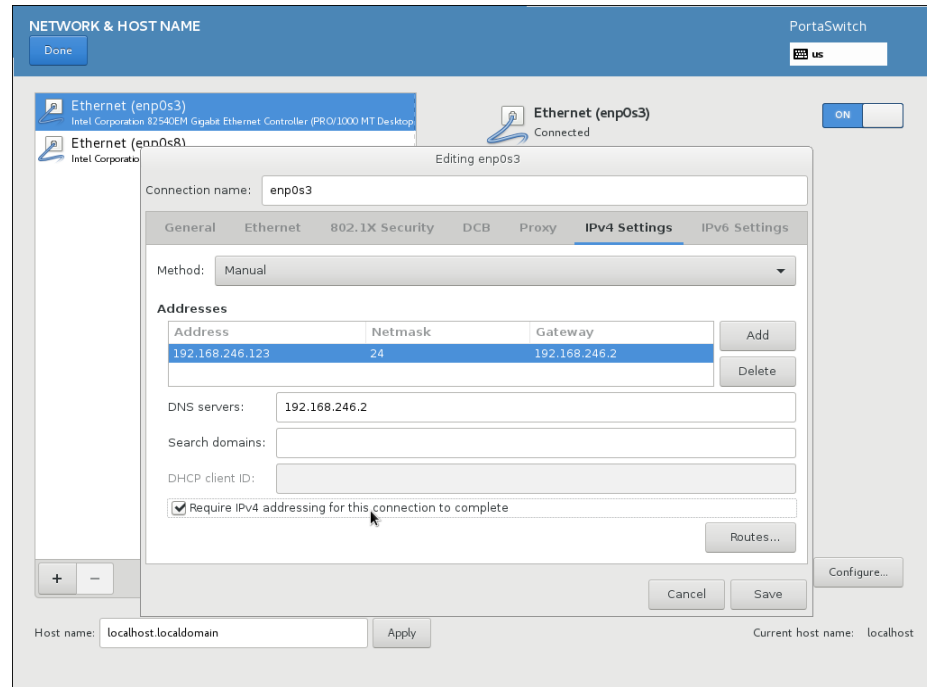 NETWORK & HOST NAME
PortaSwitch
Done
us
Ethernet (enp0s3)
Intel Corporation 82540EM Gigabit Ethernet Controller (PRO/1000 MT Desktop
Ethernet (enp0s3)
Connected
ON
Ethernet (enp0s8)
Intel Corporatio
Editing enp0s3
Connection name: enp0s3
General Ethernet 802.1X Security DCB Proxy IPv4 Settings IPv6 Settings
Method: Manual
Addresses
Address Netmask Gateway
192.168.246.123 24 192.168.246.2
Add
Delete
DNS servers: 192.168.246.2
Search domains:
DHCP client ID:
Require IPv4 addressing for this connection to complete
Routes...
+ −
Configure...
Cancel Save
Host name: localhost.localdomain Apply Current host name: localhost